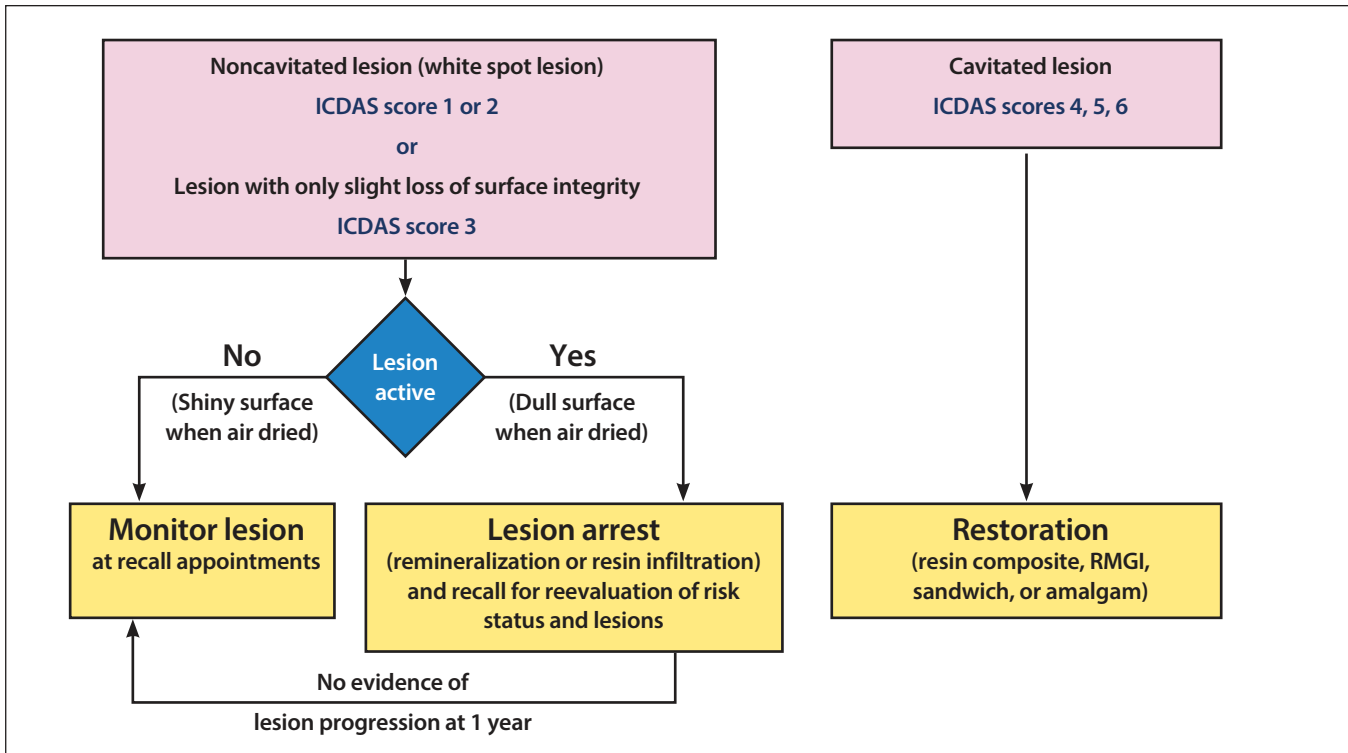 Noncavitated lesion (white spot lesion)
ICDAS score 1 or 2
or
Lesion with only slight loss of surface integrity
ICDAS score 3
Cavitated lesion
ICDAS scores 4, 5, 6
No
(Shiny surface
when air dried)
Lesion
active
Yes
(Dull surface
when air dried)
Monitor lesion
at recall appointments
Lesion arrest
(remineralization or resin infiltration)
and recall for reevaluation of risk
status and lesions
Restoration
(resin composite, RMGI,
sandwich, or amalgam)
No evidence of
lesion progression at 1 year